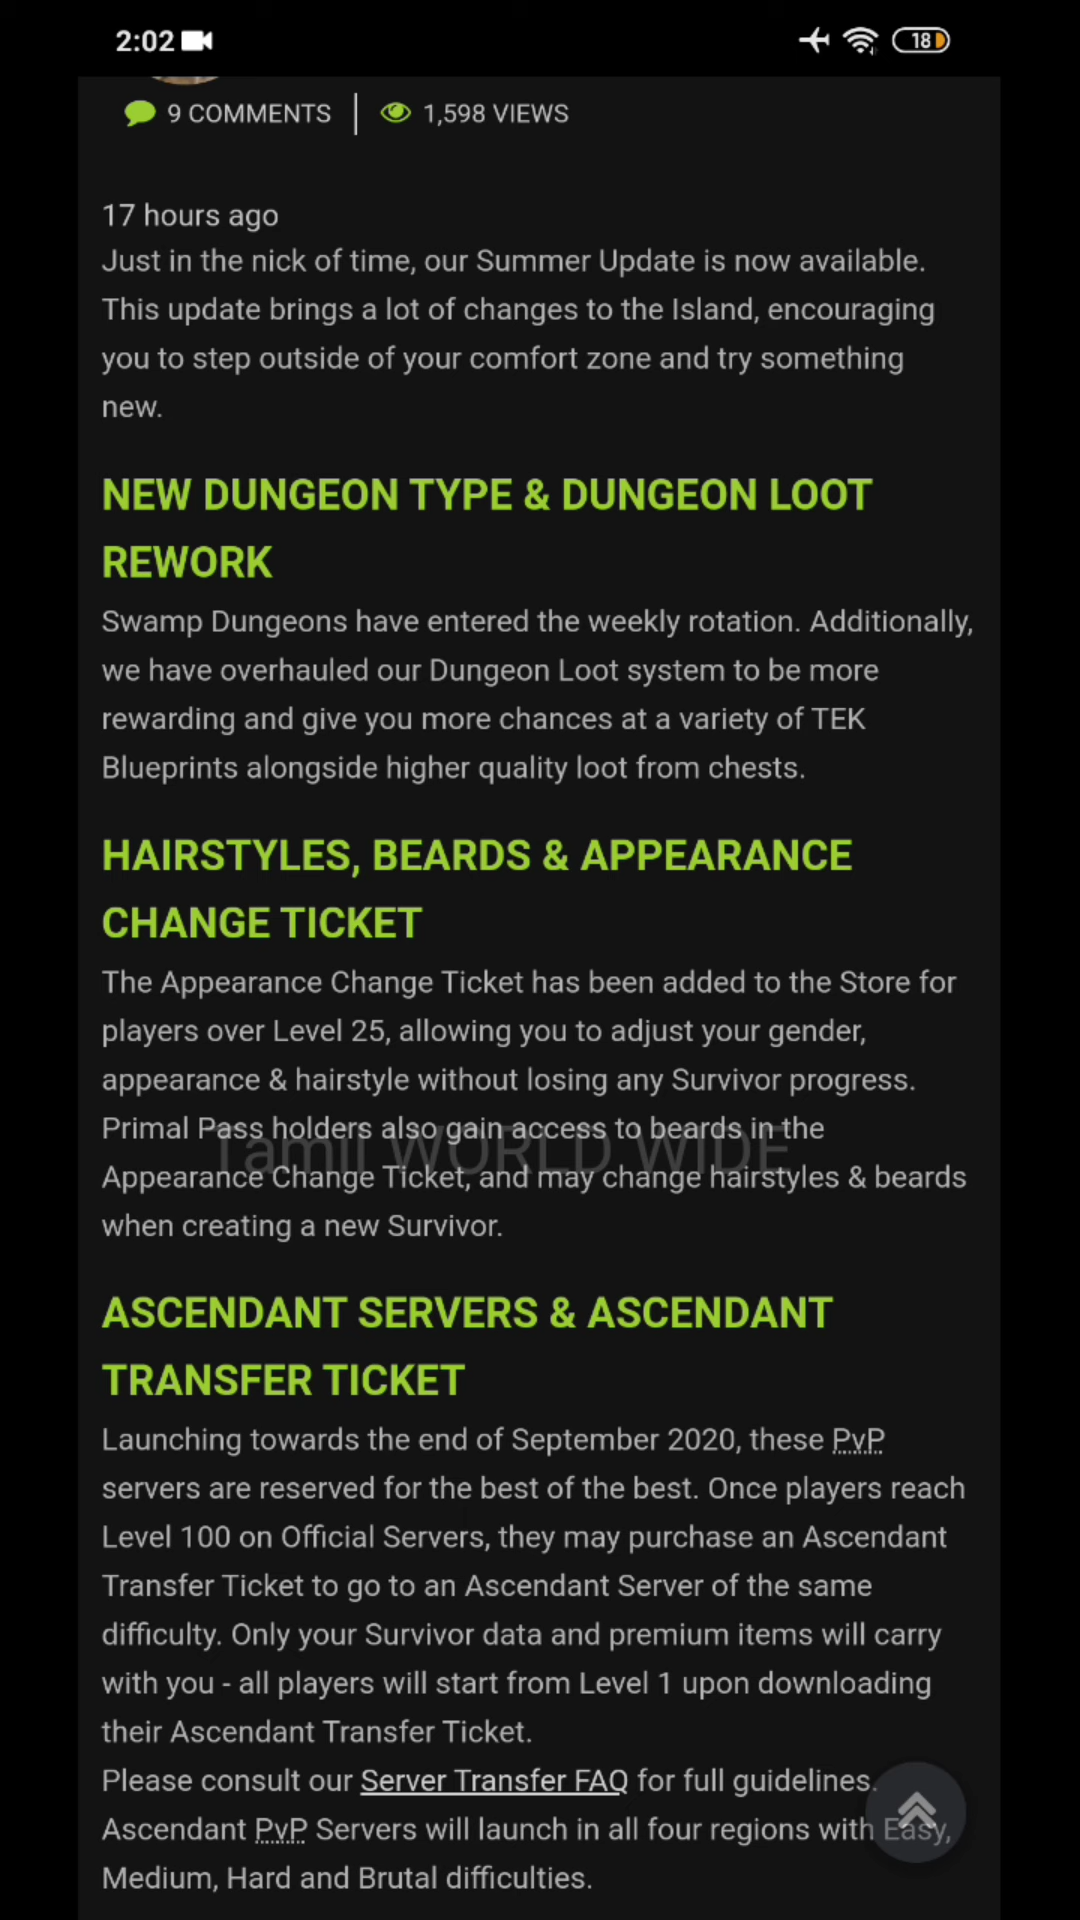 2:02
18
9 COMMENTS
1,598 VIEWS
17 hours ago
Just in the nick of time, our Summer Update is now available.
This update brings a lot of changes to the Island, encouraging
you to step outside of your comfort zone and try something
new.
NEW DUNGEON TYPE & DUNGEON LOOT
REWORK
Swamp Dungeons have entered the weekly rotation. Additionally,
we have overhauled our Dungeon Loot system to be more
rewarding and give you more chances at a variety of TEK
Blueprints alongside higher quality loot from chests.
HAIRSTYLES, BEARDS & APPEARANCE
CHANGE TICKET
The Appearance Change Ticket has been added to the Store for
players over Level 25, allowing you to adjust your gender,
appearance & hairstyle without losing any Survivor progress.
Primal Pass holders also gain access to beards in the
Tamil WORLD WIDE
Appearance Change Ticket, and may change hairstyles & beards
when creating a new Survivor.
ASCENDANT SERVERS & ASCENDANT
TRANSFER TICKET
Launching towards the end of September 2020, these PvP
servers are reserved for the best of the best. Once players reach
Level 100 on Official Servers, they may purchase an Ascendant
Transfer Ticket to go to an Ascendant Server of the same
difficulty. Only your Survivor data and premium items will carry
with you - all players will start from Level 1 upon downloading
their Ascendant Transfer Ticket.
Please consult our Server Transfer FAQ for full guidelines.
Ascendant PvP Servers will launch in all four regions with Easy,
Medium, Hard and Brutal difficulties.